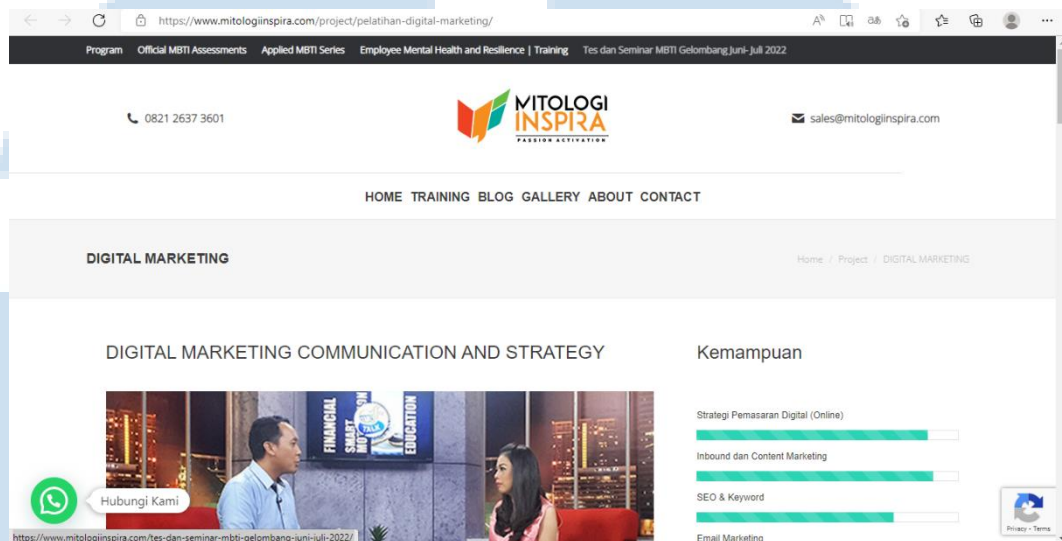 https://www.mitologiinspira.com/project/pelatihan-digital-marketing/
Program Official MBTI Assessments Applied MBTI Series Employee Mental Health and Resilience | Training Tes dan Seminar MBTI Gelombang Juni- Juli 2022
0821 2637 3601
MITOLOGI
INSPIRA
PASSION ACTIVATION
sales@mitologiinspira.com
HOME TRAINING BLOG GALLERY ABOUT CONTACT
DIGITAL MARKETING
Home / Project / DIGITAL MARKETING
DIGITAL MARKETING COMMUNICATION AND STRATEGY
Kemampuan
FINANCIAL
SMART
TALK
EDUCATION
Strategi Pemasaran Digital (Online)
Inbound dan Content Marketing
SEO & Keyword
Email Marketing
Hubungi Kami
Privacy - Terms
https://www.mitologiinspira.com/tes-dan-seminar-mbti-gelombang-juni-juli-2022/